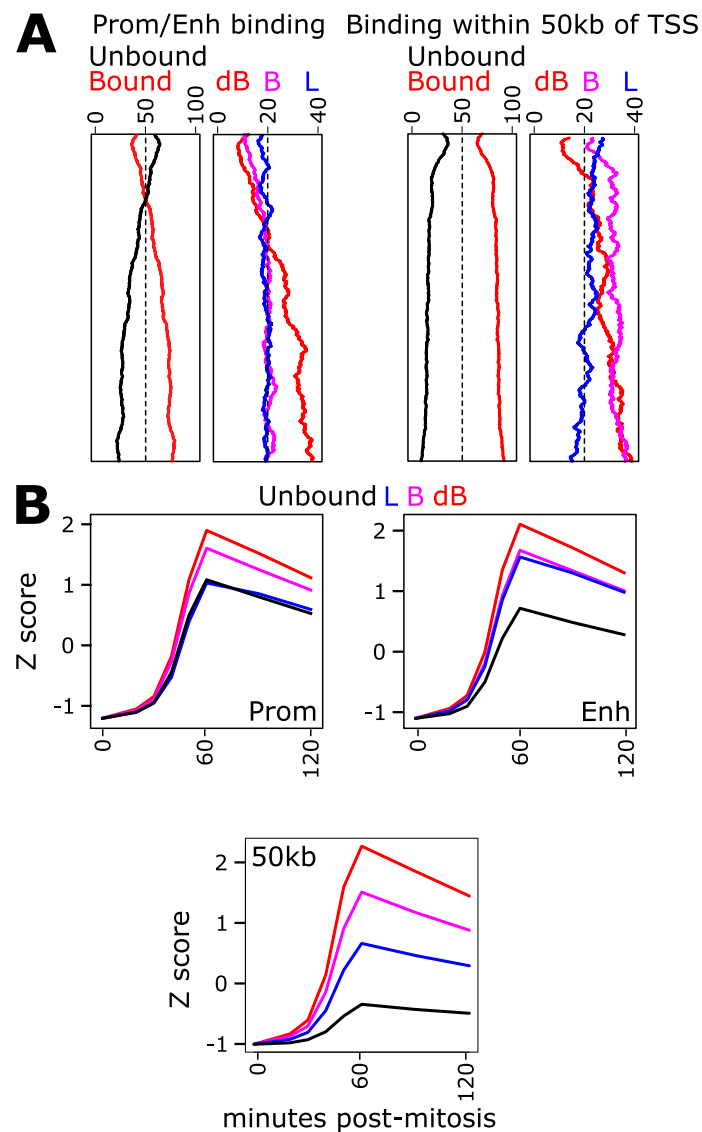 A
Prom/Enh binding
Binding within 50kb of TSS
Unbound
Unbound
Bound
dB B L
Bound
dB B L
0 50 100
0 20 40
0 50 100
0 20 40
B
Unbound L B dB
Z score
2
1
0
-1
Prom
0 60 120
2
1
0
-1
Enh
0 60 120
Z score
2
1
0
-1
50kb
0 60 120
minutes post-mitosis